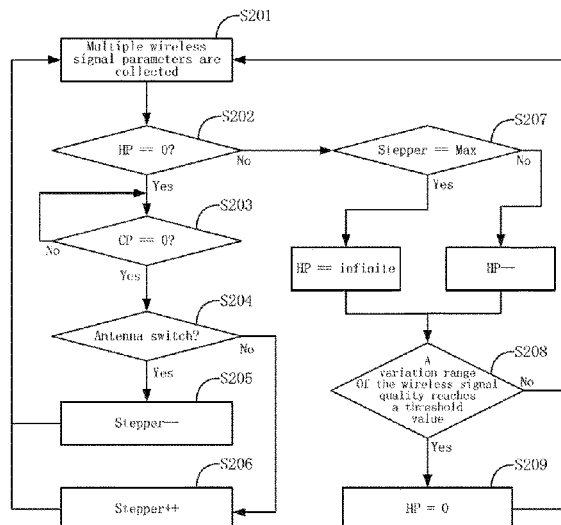 S201
Multiple wireless
signal parameters are
collected
S202
HP == 0?
No
Yes
S207
Stepper == Max
No
Yes
S203
CP == 0?
No
Yes
HP == infinite
HP--
S204
Antenna switch?
No
Yes
S208
A
variation range
Of the wireless signal
quality reaches
a threshold
value
No
Yes
S205
Stepper--
S206
Stepper++
S209
HP = 0